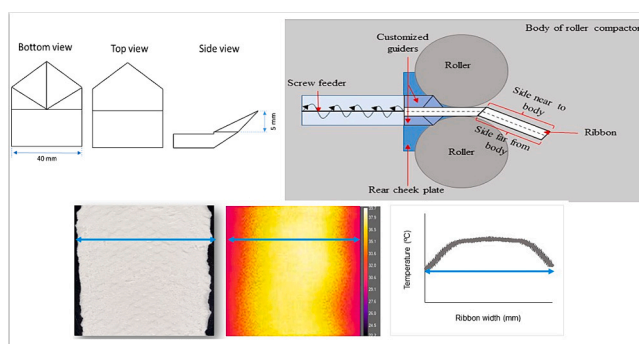 Bottom view
Top view
Side view
5 mm
40 mm
Body of roller compactor
Customized
guiders
Roller
Screw feeder
Side near to
body
Ribbon
Side far from
body
Roller
Rear cheek plate
Temperature (ºC)
Ribbon width (mm)